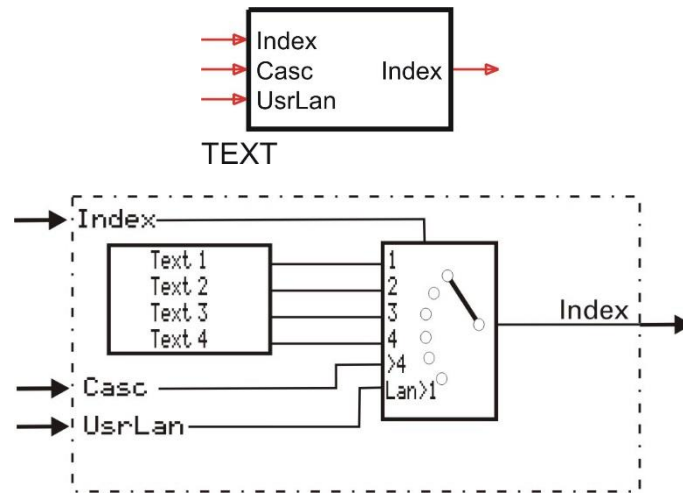 Index
Casc Index
UsrLan
TEXT
Index
Text 1 1
Text 2 2
Text 3 3
Text 4 4
Index
>4
Casc
Lan>1
UsrLan